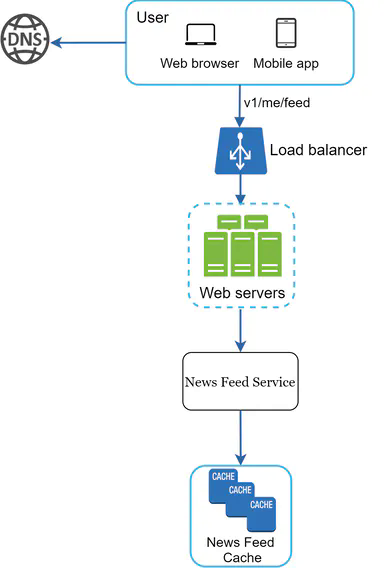 User
DNS
Web browser
Mobile app
v1/me/feed
Load balancer
Web servers
News Feed Service
CACHE
CACHE
CACHE
News Feed
Cache